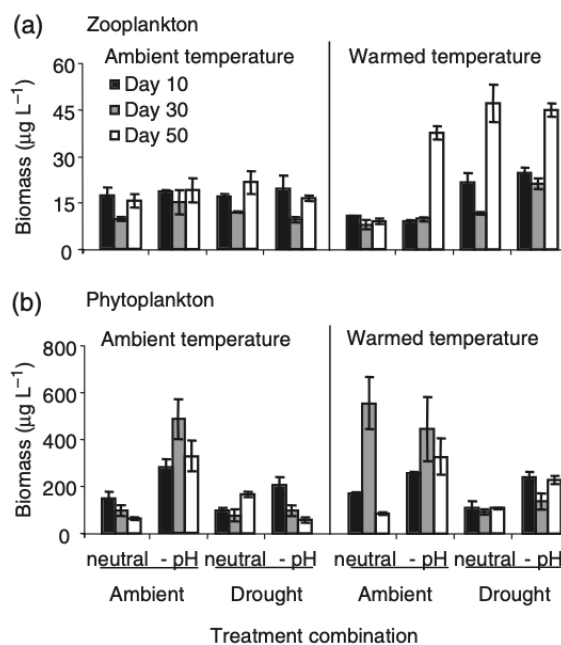 (a) Zooplankton
Ambient temperature Warmed temperature
60
45
30
15
0
Biomass (µg L⁻¹)
Day 10
Day 30
Day 50
(b) Phytoplankton
Ambient temperature Warmed temperature
800
600
400
200
0
Biomass (µg L⁻¹)
neutral - pH neutral - pH neutral - pH neutral - pH
Ambient Drought Ambient Drought
Treatment combination